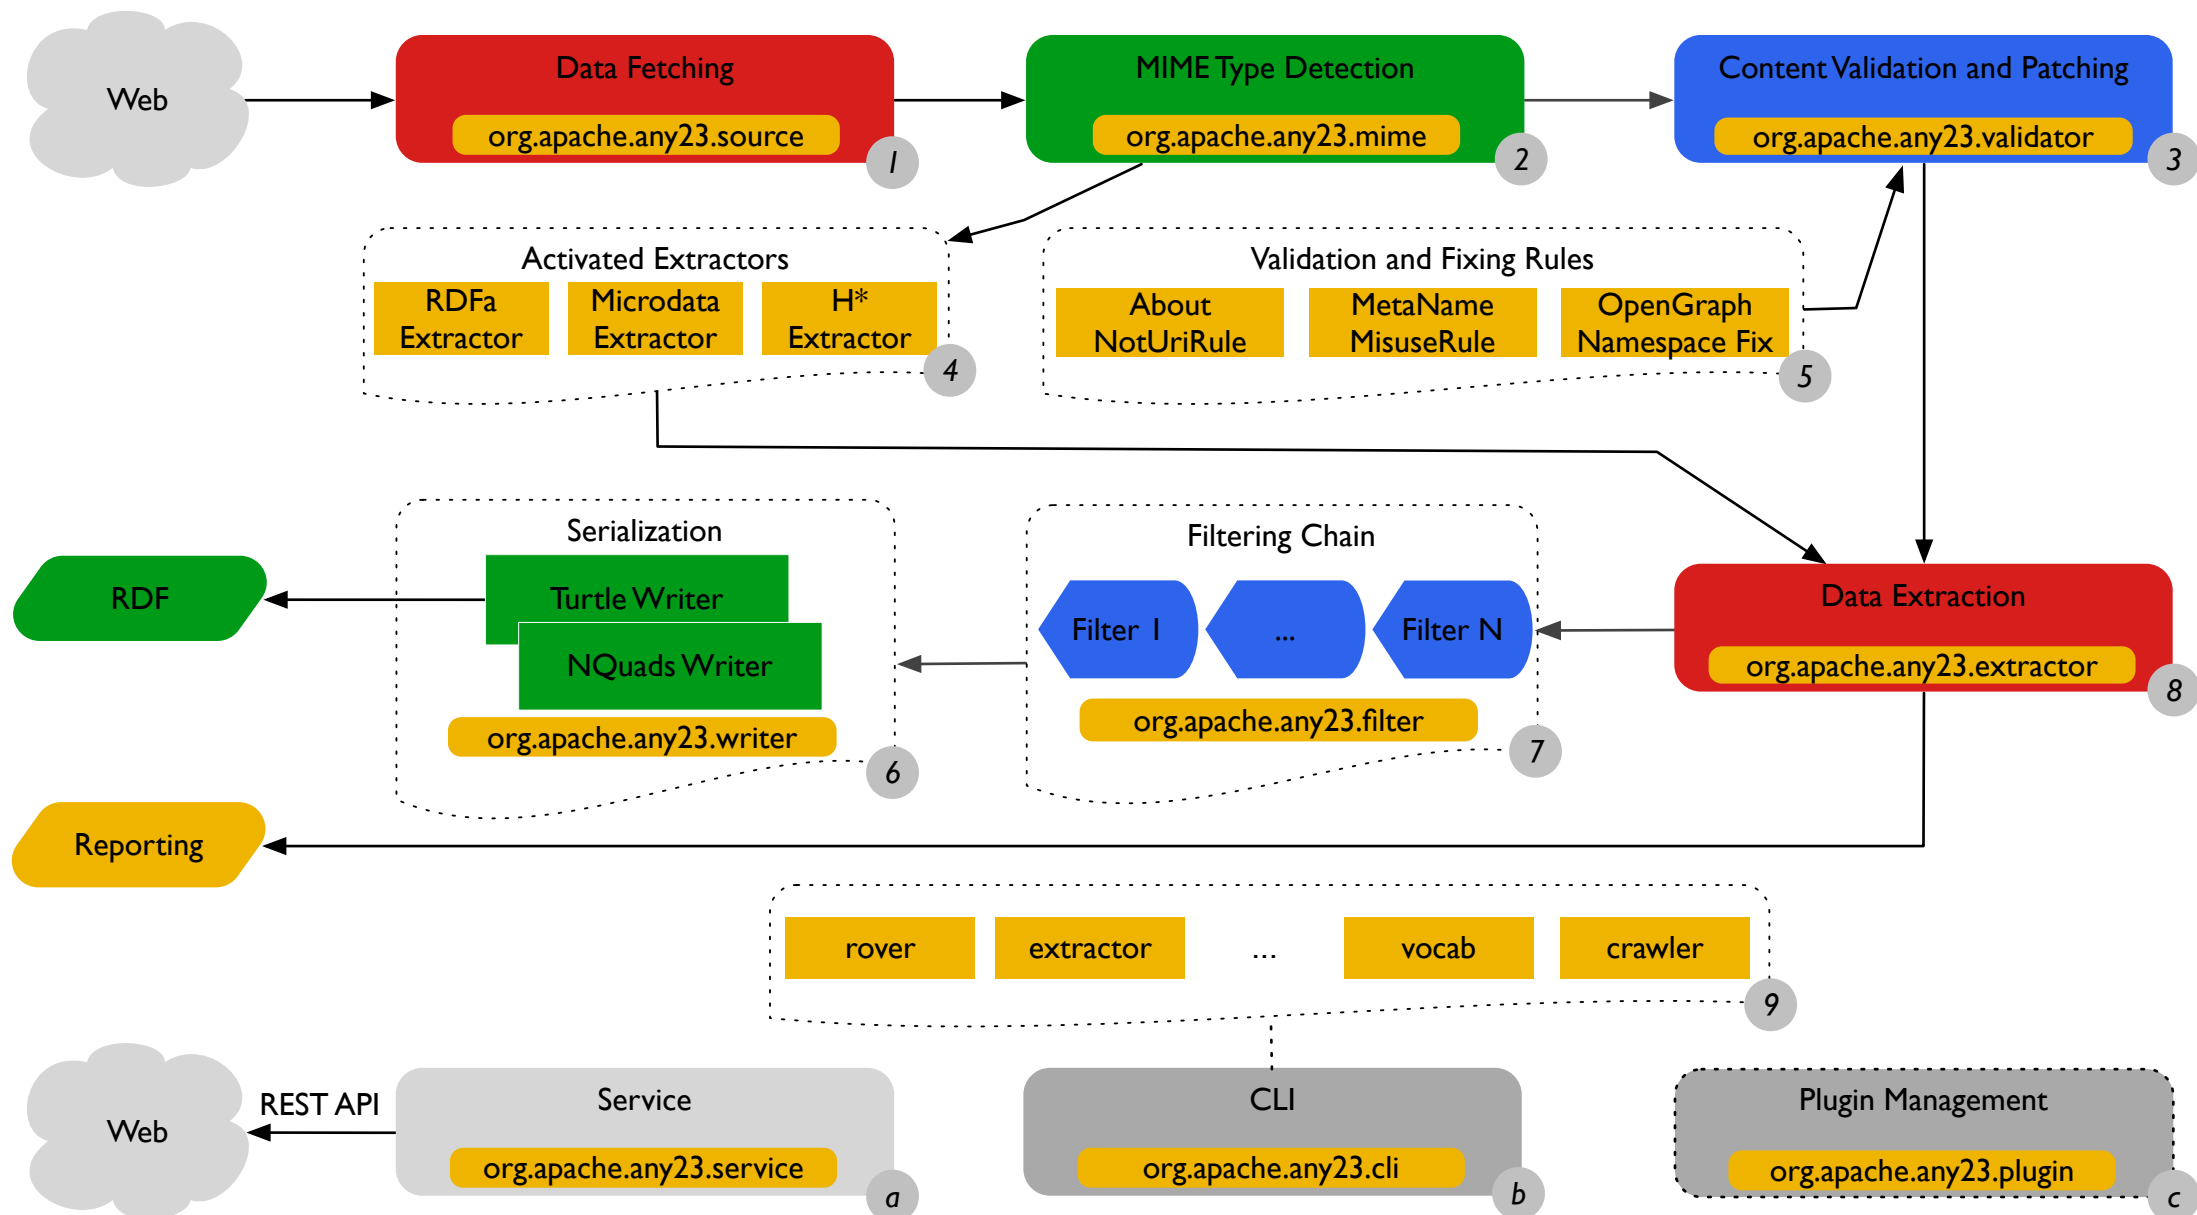 Web
Data Fetching
org.apache.any23.source
1
MIME Type Detection
org.apache.any23.mime
2
Content Validation and Patching
org.apache.any23.validator
3
Activated Extractors
RDFa
Extractor
Microdata
Extractor
H*
Extractor
4
Validation and Fixing Rules
About
NotUriRule
MetaName
MisuseRule
OpenGraph
Namespace Fix
5
RDF
Serialization
Turtle Writer
NQuads Writer
org.apache.any23.writer
6
Filtering Chain
Filter 1
...
Filter N
org.apache.any23.filter
7
Data Extraction
org.apache.any23.extractor
8
Reporting
rover
extractor
...
vocab
crawler
9
Web
REST API
Service
org.apache.any23.service
a
CLI
org.apache.any23.cli
b
Plugin Management
org.apache.any23.plugin
c